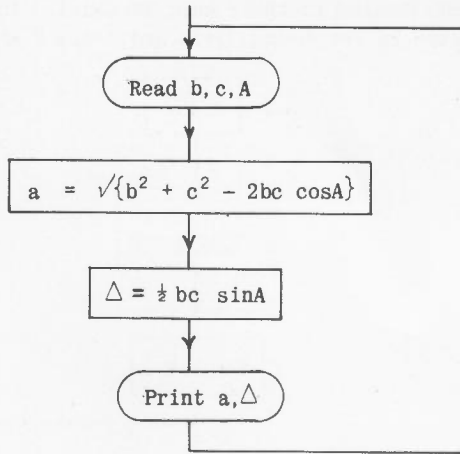 Read b, c, A
a = √{b² + c² − 2bc cosA}
△ = ½ bc sinA
Print a, △